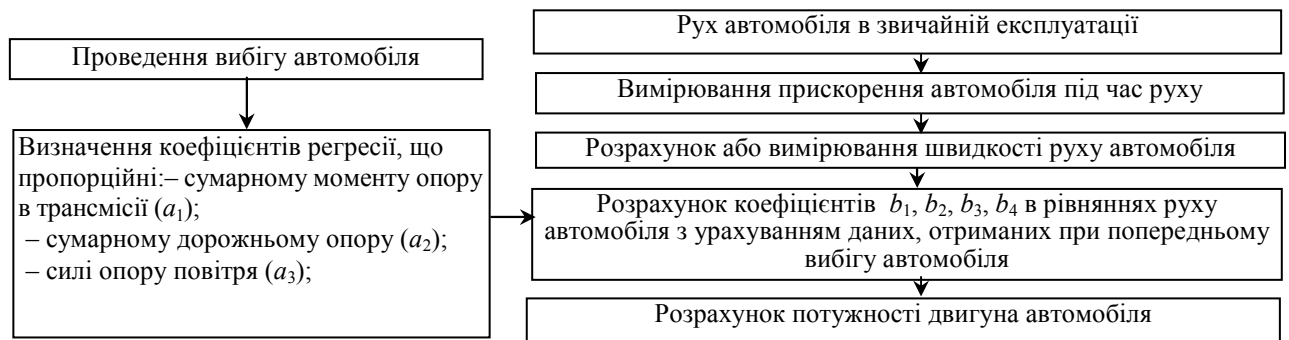 Проведення вибігу автомобіля
Визначення коефіцієнтів регресії, що
пропорційні:– сумарному моменту опору
в трансмісії (a₁);
– сумарному дорожньому опору (a₂);
– силі опору повітря (a₃);
Рух автомобіля в звичайній експлуатації
Вимірювання прискорення автомобіля під час руху
Розрахунок або вимірювання швидкості руху автомобіля
Розрахунок коефіцієнтів b₁, b₂, b₃, b₄ в рівняннях руху
автомобіля з урахуванням даних, отриманих при попередньому
вибігу автомобіля
Розрахунок потужності двигуна автомобіля